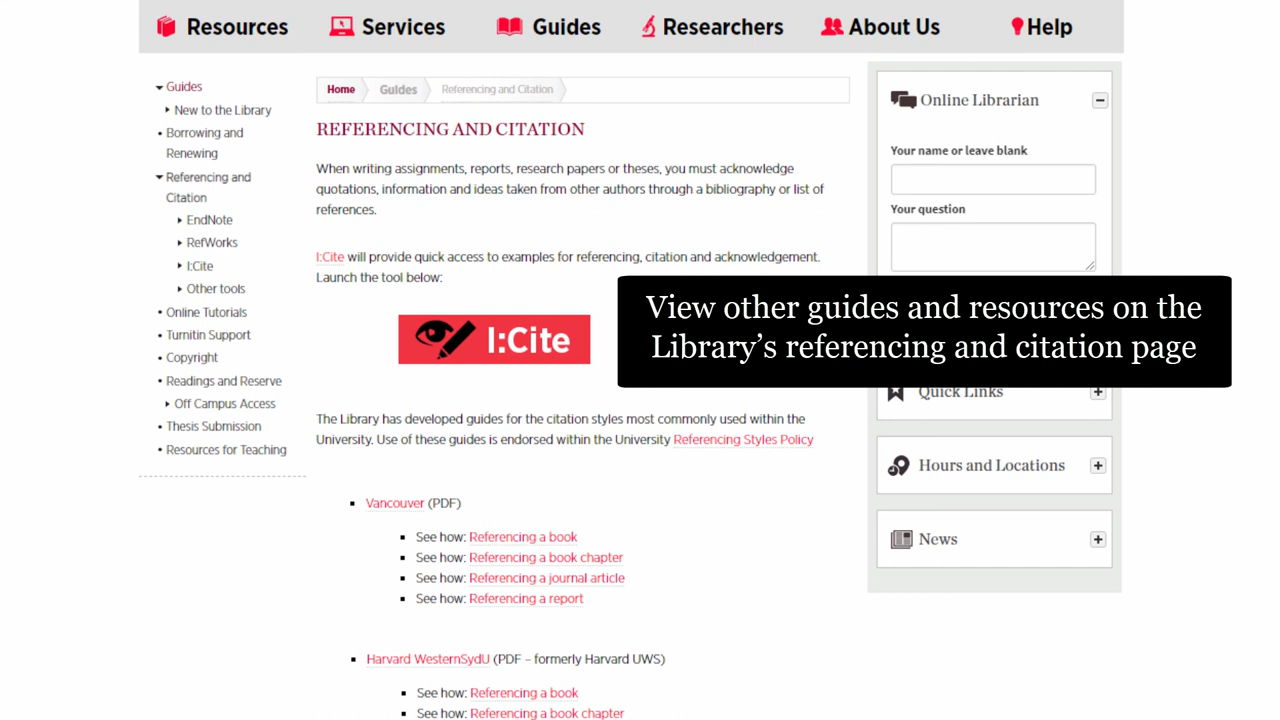 Resources
Services
Guides
Researchers
About Us
Help
Guides
New to the Library
Borrowing and
Renewing
Referencing and
Citation
EndNote
RefWorks
I:Cite
Other tools
Online Tutorials
Turnitin Support
Copyright
Readings and Reserve
Off Campus Access
Thesis Submission
Resources for Teaching
Home
Guides
Referencing and Citation
REFERENCING AND CITATION
When writing assignments, reports, research papers or theses, you must acknowledge
quotations, information and ideas taken from other authors through a bibliography or list of
references.
I:Cite will provide quick access to examples for referencing, citation and acknowledgement.
Launch the tool below:
I:Cite
The Library has developed guides for the citation styles most commonly used within the
University. Use of these guides is endorsed within the University Referencing Styles Policy
Vancouver (PDF)
See how: Referencing a book
See how: Referencing a book chapter
See how: Referencing a journal article
See how: Referencing a report
Harvard WesternSydU (PDF – formerly Harvard UWS)
See how: Referencing a book
See how: Referencing a book chapter
Online Librarian
Your name or leave blank
Your question
View other guides and resources on the
Library’s referencing and citation page
Quick Links
Hours and Locations
News